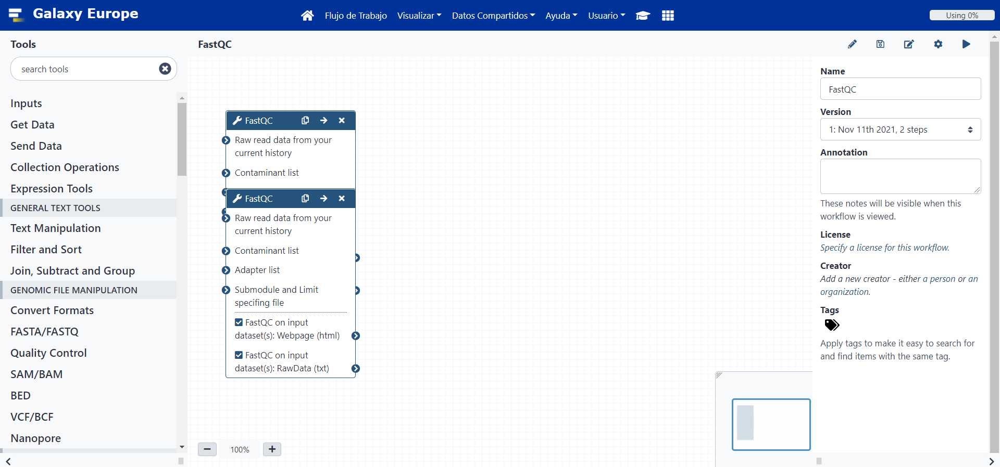 Galaxy Europe
Flujo de Trabajo
Visualizar
Datos Compartidos
Ayuda
Usuario
Using 0%
Tools
search tools
Inputs
Get Data
Send Data
Collection Operations
Expression Tools
GENERAL TEXT TOOLS
Text Manipulation
Filter and Sort
Join, Subtract and Group
GENOMIC FILE MANIPULATION
Convert Formats
FASTA/FASTQ
Quality Control
SAM/BAM
BED
VCF/BCF
Nanopore
FastQC
FastQC
Raw read data from your
current history
Contaminant list
FastQC
Raw read data from your
current history
Contaminant list
Adapter list
Submodule and Limit
specifing file
FastQC on input
dataset(s): Webpage (html)
FastQC on input
dataset(s): RawData (txt)
100%
Name
FastQC
Version
1: Nov 11th 2021, 2 steps
Annotation
These notes will be visible when this
workflow is viewed.
License
Specify a license for this workflow.
Creator
Add a new creator - either a person or an
organization.
Tags
Apply tags to make it easy to search for
and find items with the same tag.